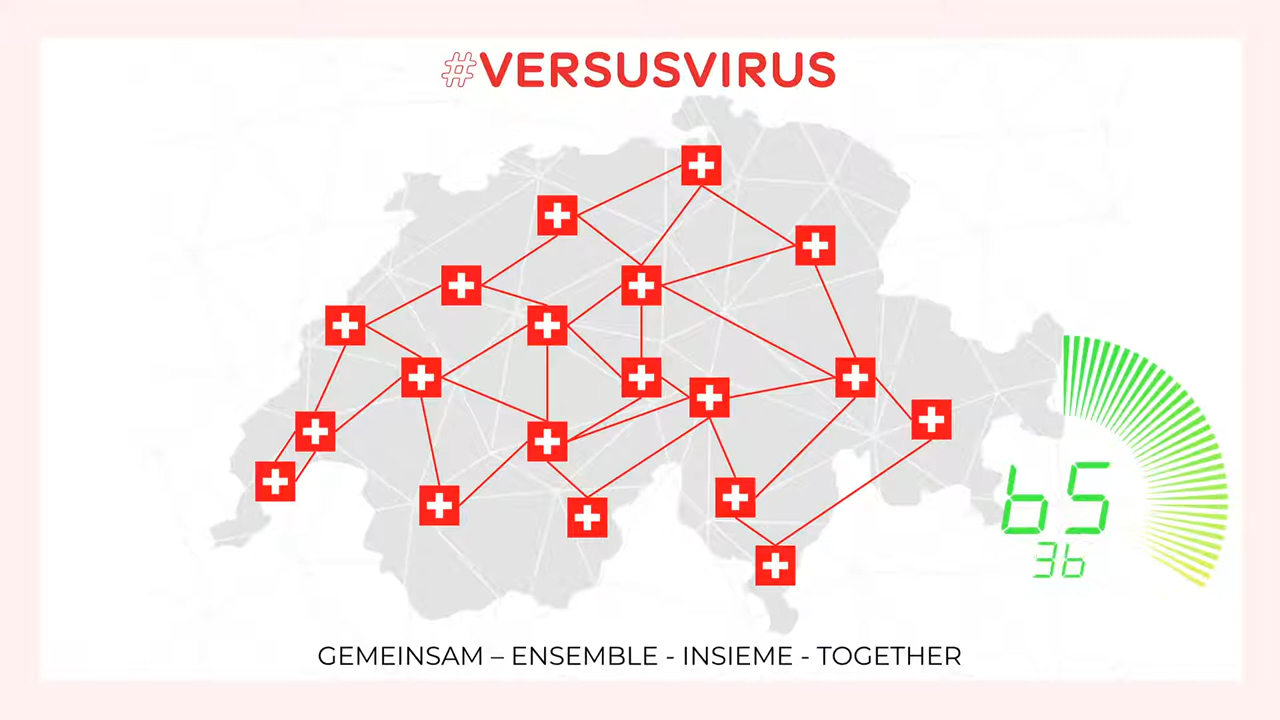 #VERSUSVIRUS
65
36
GEMEINSAM – ENSEMBLE - INSIEME - TOGETHER